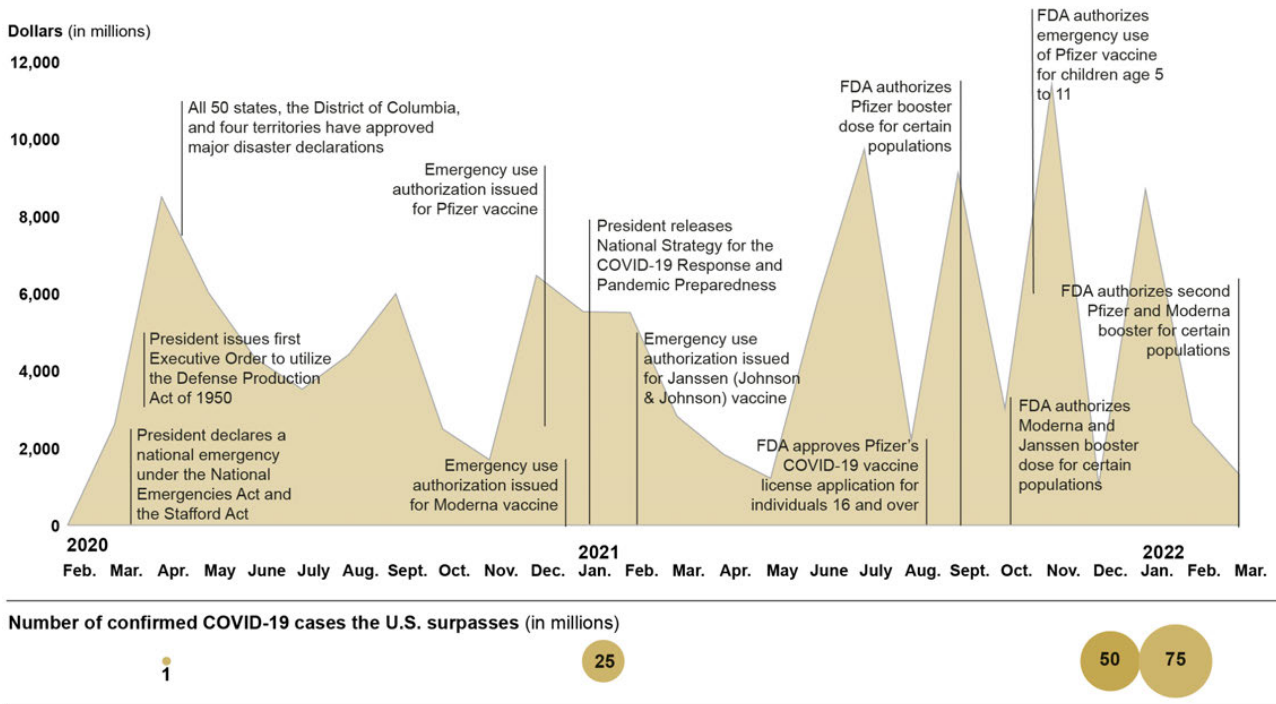 Dollars (in millions)
12,000
10,000
8,000
6,000
4,000
2,000
0
All 50 states, the District of Columbia,
and four territories have approved
major disaster declarations
President issues first
Executive Order to utilize
the Defense Production
Act of 1950
President declares a
national emergency
under the National
Emergencies Act and
the Stafford Act
Emergency use
authorization issued
for Pfizer vaccine
Emergency use
authorization issued
for Moderna vaccine
President releases
National Strategy for the
COVID-19 Response and
Pandemic Preparedness
Emergency use
authorization issued
for Janssen (Johnson
& Johnson) vaccine
FDA approves Pfizer's
COVID-19 vaccine
license application for
individuals 16 and over
FDA authorizes
Pfizer booster
dose for certain
populations
FDA authorizes
Moderna and
Janssen booster
dose for certain
populations
FDA authorizes
emergency use
of Pfizer vaccine
for children age 5
to 11
FDA authorizes second
Pfizer and Moderna
booster for certain
populations
2020 2021 2022
Feb. Mar. Apr. May June July Aug. Sept. Oct. Nov. Dec. Jan. Feb. Mar. Apr. May June July Aug. Sept. Oct. Nov. Dec. Jan. Feb. Mar.
Number of confirmed COVID-19 cases the U.S. surpasses (in millions)
1 25 50 75